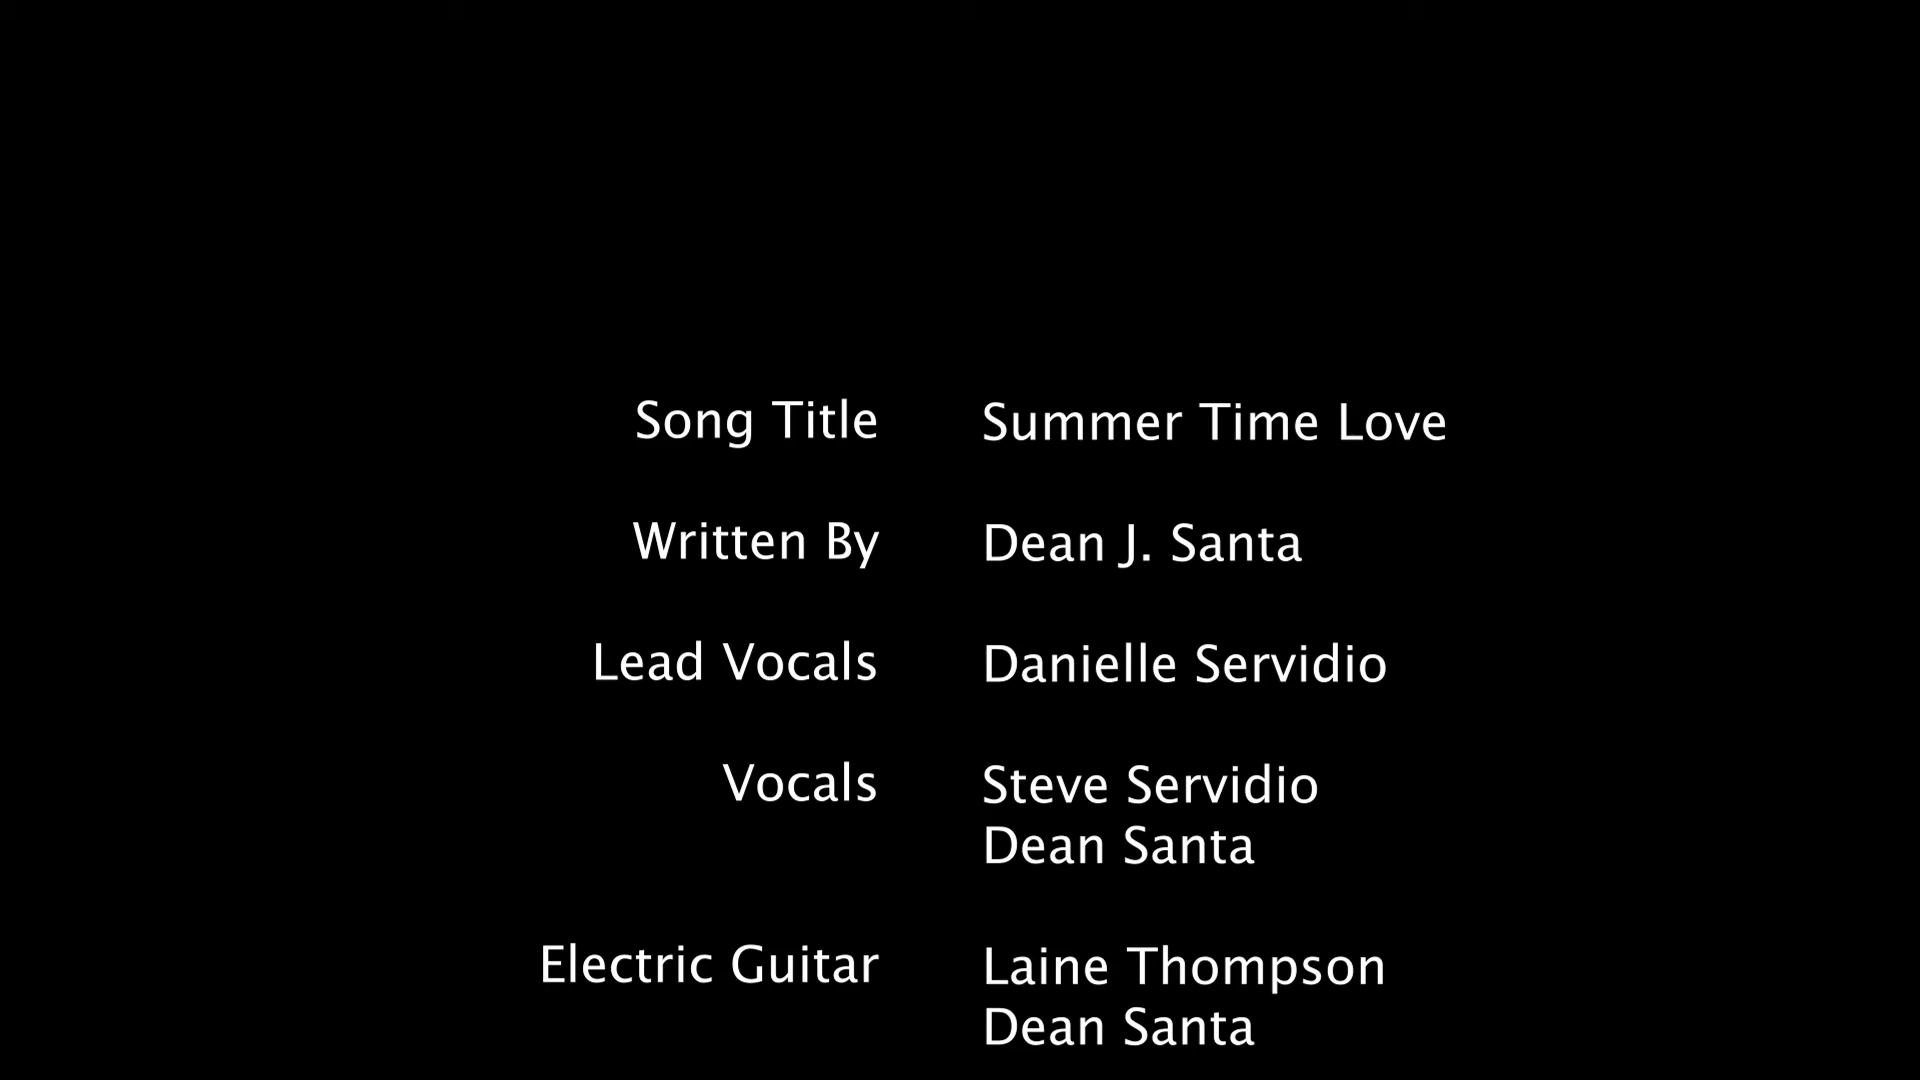 Song Title Summer Time Love
Written By Dean J. Santa
Lead Vocals Danielle Servidio
Vocals Steve Servidio
Dean Santa
Electric Guitar Laine Thompson
Dean Santa